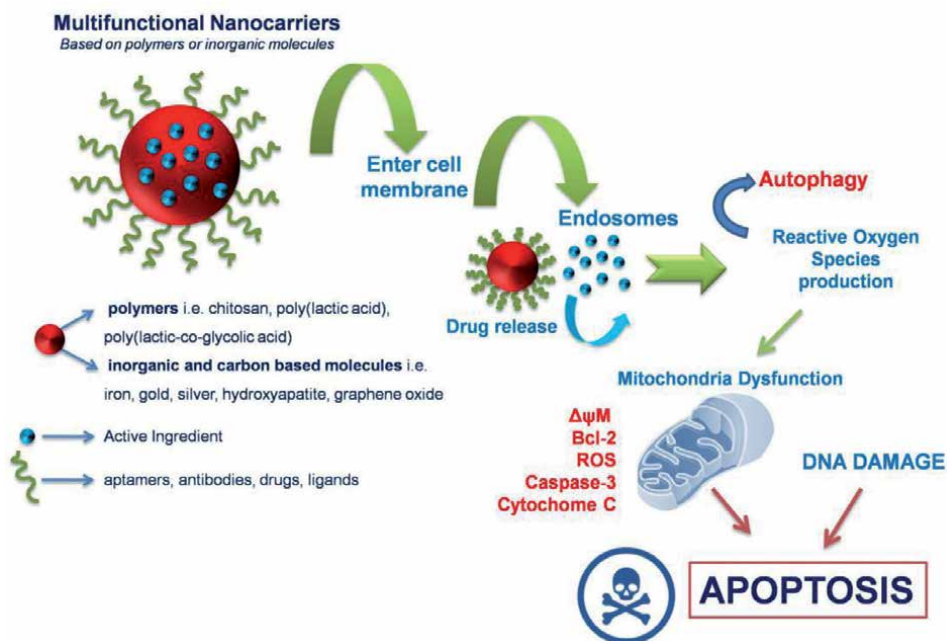 Multifunctional Nanocarriers
Based on polymers or inorganic molecules
Enter cell
membrane
Endosomes
Drug release
Autophagy
Reactive Oxygen
Species
production
polymers i.e. chitosan, poly(lactic acid),
poly(lactic-co-glycolic acid)
inorganic and carbon based molecules i.e.
iron, gold, silver, hydroxyapatite, graphene oxide
Active Ingredient
aptamers, antibodies, drugs, ligands
Mitochondria Dysfunction
ΔψM
Bcl-2
ROS
Caspase-3
Cytochome C
DNA DAMAGE
APOPTOSIS